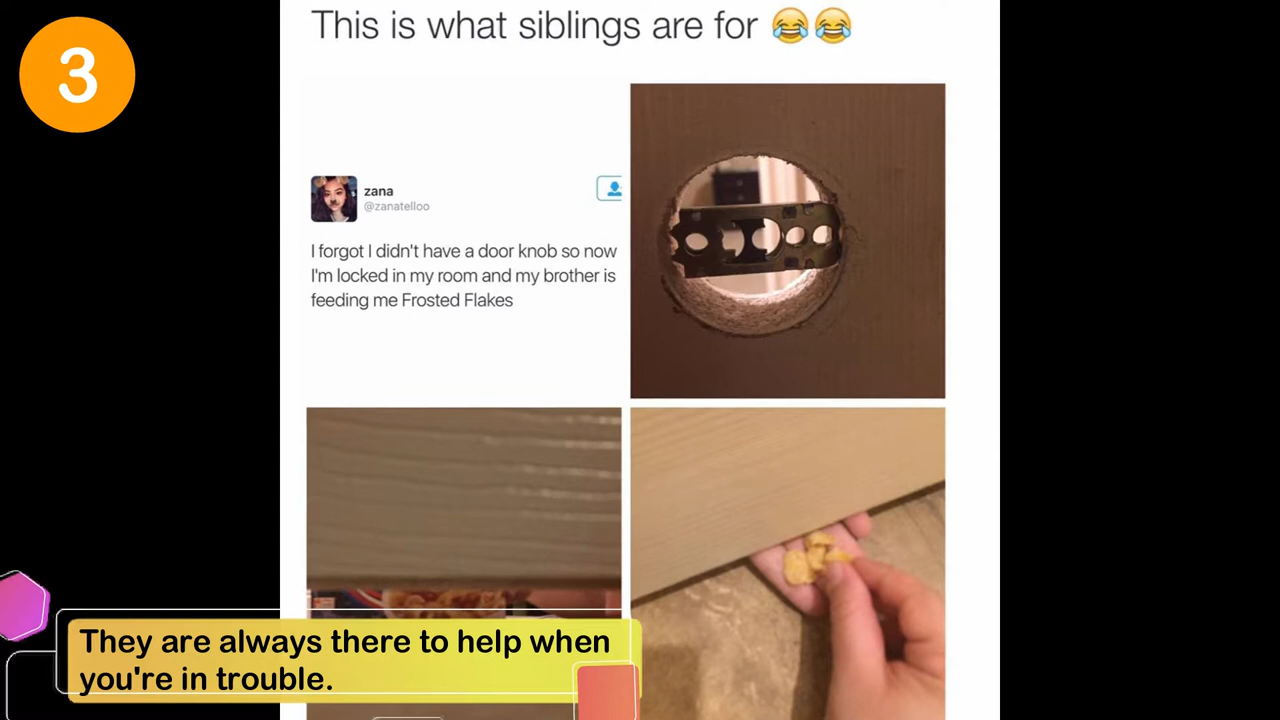 3
This is what siblings are for 😂😂
zana
@zanatelloo
I forgot I didn't have a door knob so now
I'm locked in my room and my brother is
feeding me Frosted Flakes
They are always there to help when
you're in trouble.